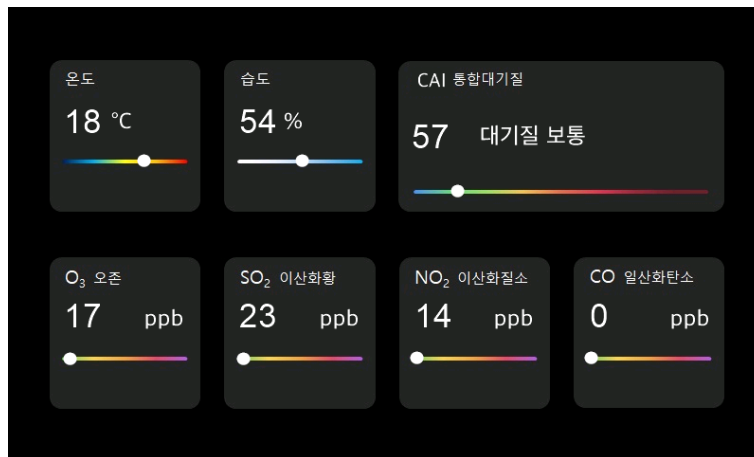 온도
18 °C
습도
54 %
CAI 통합대기질
57 대기질 보통
O₃ 오존
17 ppb
SO₂ 이산화황
23 ppb
NO₂ 이산화질소
14 ppb
CO 일산화탄소
0 ppb